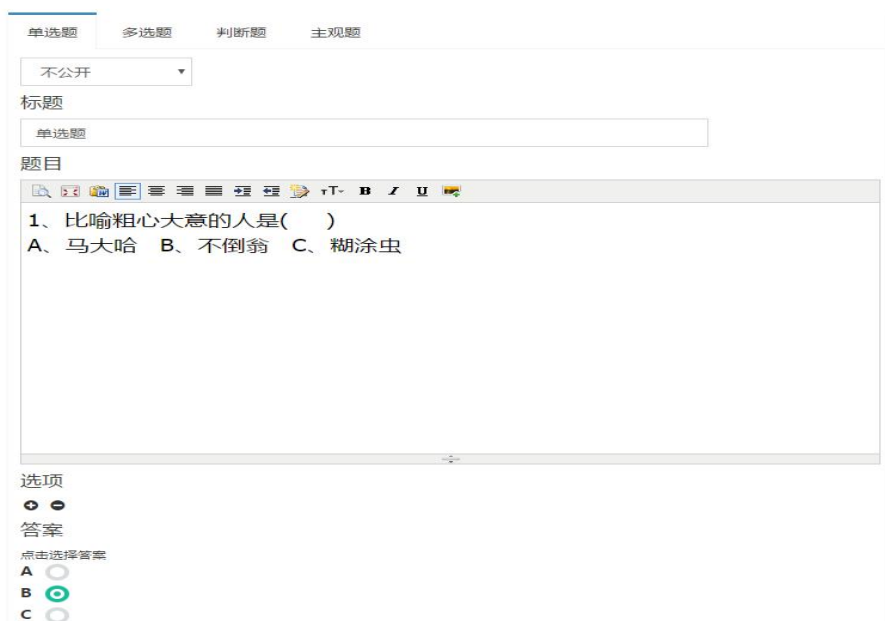 单选题 多选题 判断题 主观题
不公开
标题
单选题
题目
тT B I U
1、比喻粗心大意的人是( )
A、马大哈 B、不倒翁 C、糊涂虫
选项
答案
点击选择答案
A
B
C